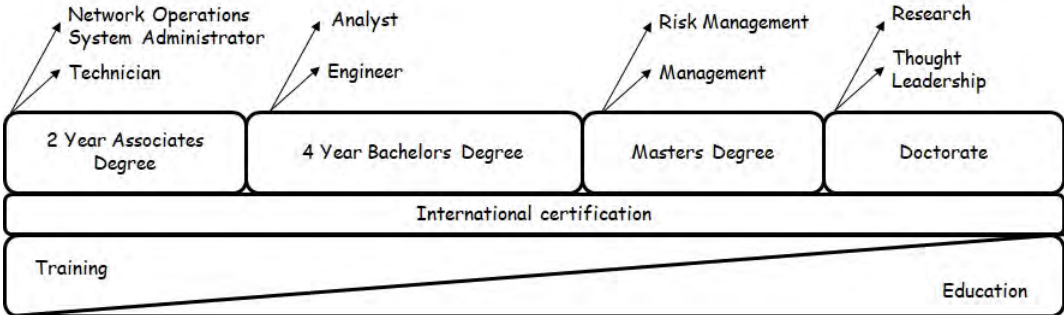 Network Operations
System Administrator
Technician
Analyst
Engineer
Risk Management
Management
Research
Thought
Leadership
2 Year Associates
Degree
4 Year Bachelors Degree
Masters Degree
Doctorate
International certification
Training
Education